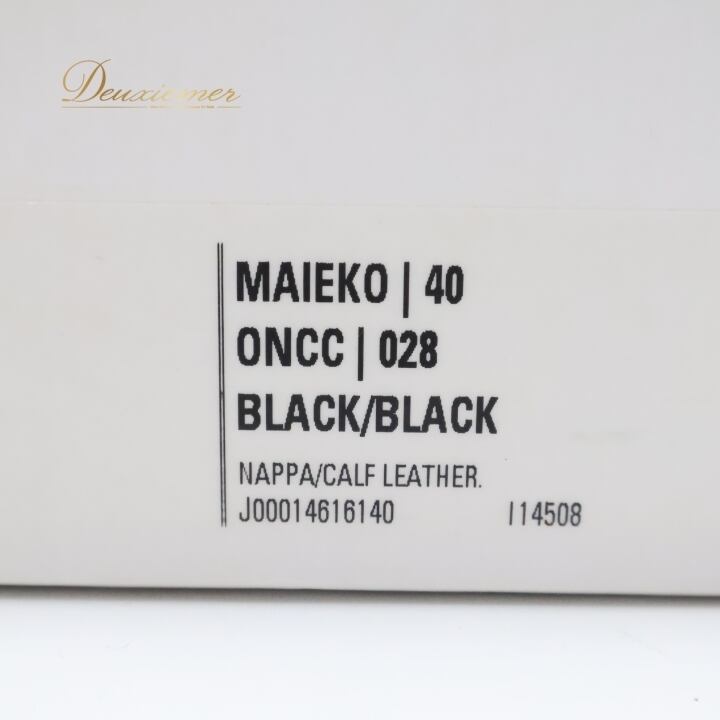 Deuxiemer
MAIEKO | 40
ONCC | 028
BLACK/BLACK
NAPPA/CALF LEATHER.
J00014616140 I14508